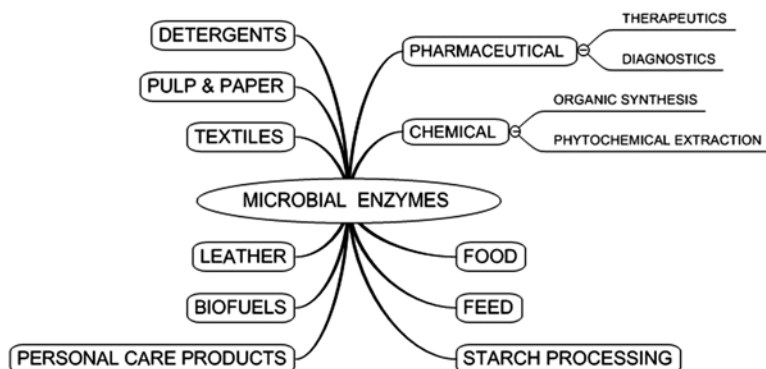 DETERGENTS
PULP & PAPER
TEXTILES
PHARMACEUTICAL
THERAPEUTICS
DIAGNOSTICS
CHEMICAL
ORGANIC SYNTHESIS
PHYTOCHEMICAL EXTRACTION
MICROBIAL ENZYMES
LEATHER
BIOFUELS
PERSONAL CARE PRODUCTS
FOOD
FEED
STARCH PROCESSING